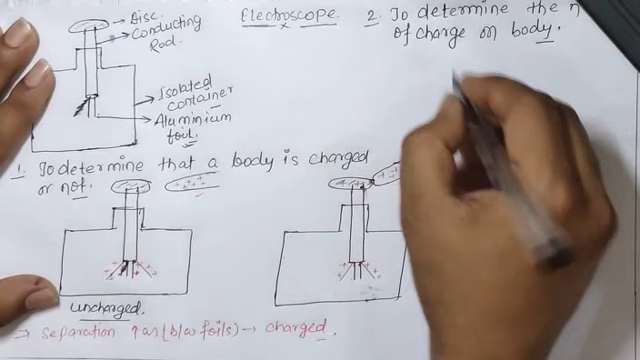 Electroscope.
Disc.
Conducting
Rod.
Isolated
container
Aluminium
foil.
2. To determine the n
of charge on body.
1. To determine that a body is charged
or not.
uncharged.
⇒ separation ↑as (b/w foils) → charged.